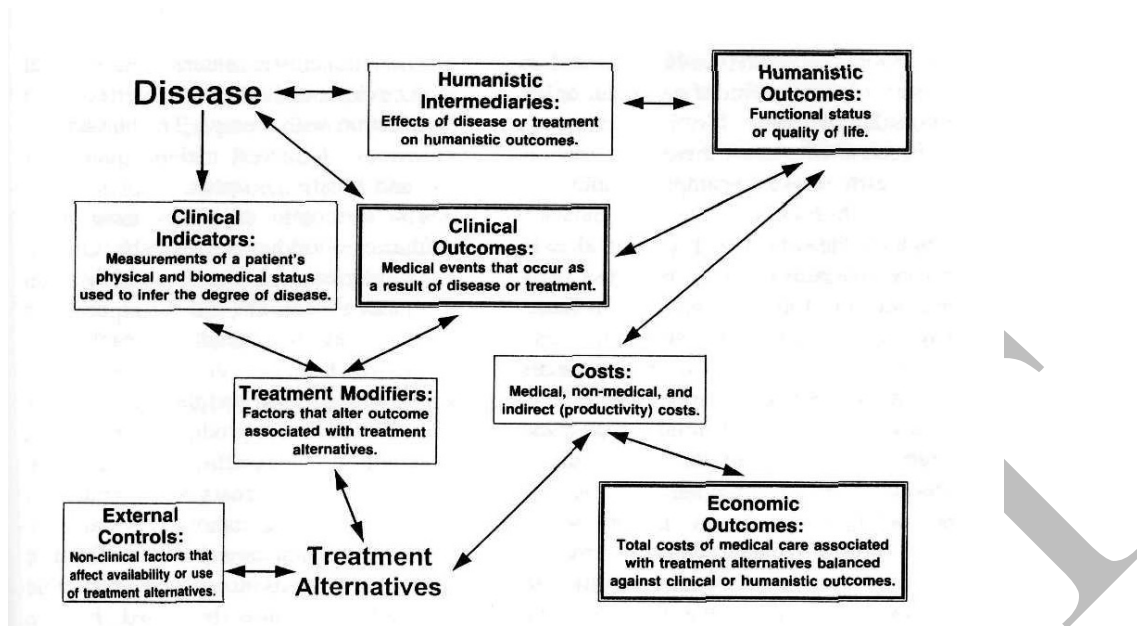 Disease
Humanistic
Intermediaries:
Effects of disease or treatment
on humanistic outcomes.
Humanistic
Outcomes:
Functional status
or quality of life.
Clinical
Indicators:
Measurements of a patient's
physical and biomedical status
used to infer the degree of disease.
Clinical
Outcomes:
Medical events that occur as
a result of disease or treatment.
Treatment Modifiers:
Factors that alter outcome
associated with treatment
alternatives.
Costs:
Medical, non-medical, and
indirect (productivity) costs.
External
Controls:
Non-clinical factors that
affect availability or use
of treatment alternatives.
Treatment
Alternatives
Economic
Outcomes:
Total costs of medical care associated
with treatment alternatives balanced
against clinical or humanistic outcomes.